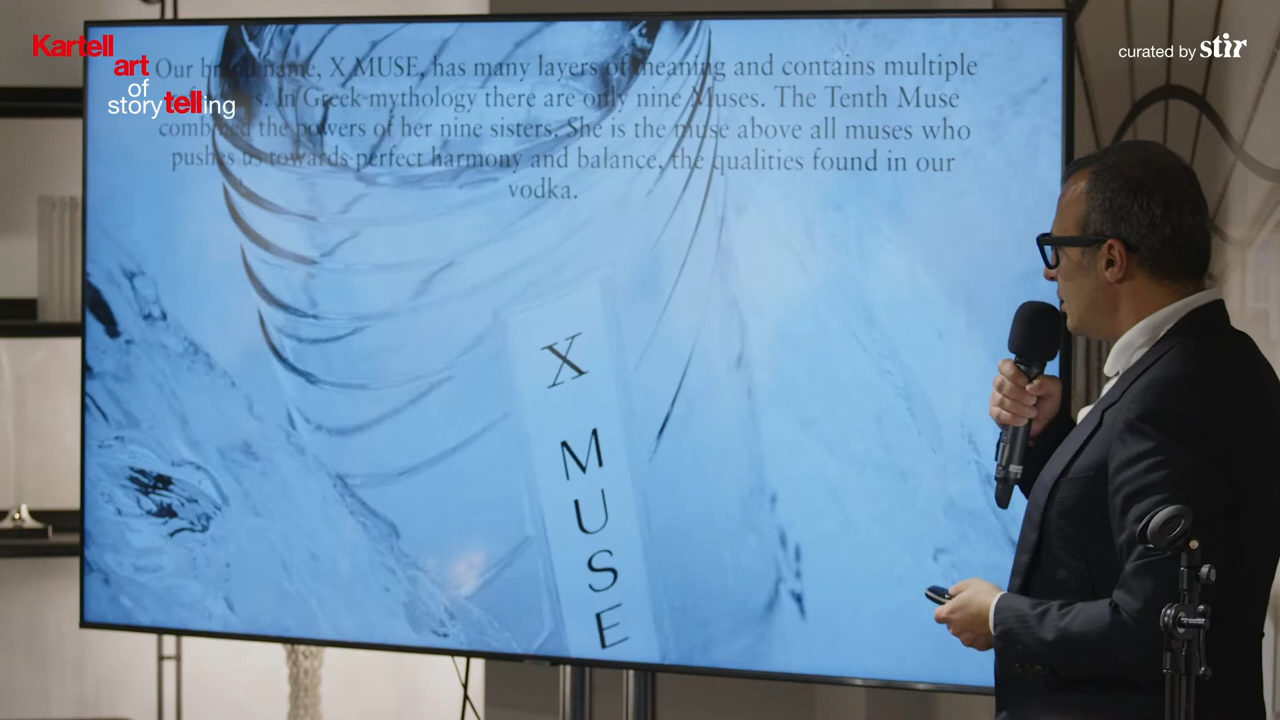 Kartell
art
of
storytelling
curated by stir
Our brand name, X MUSE, has many layers of meaning and contains multiple
In Greek mythology there are only nine Muses. The Tenth Muse
combined the powers of her nine sisters. She is the muse above all muses who
pushes us towards perfect harmony and balance, the qualities found in our
vodka.
X
MUSE